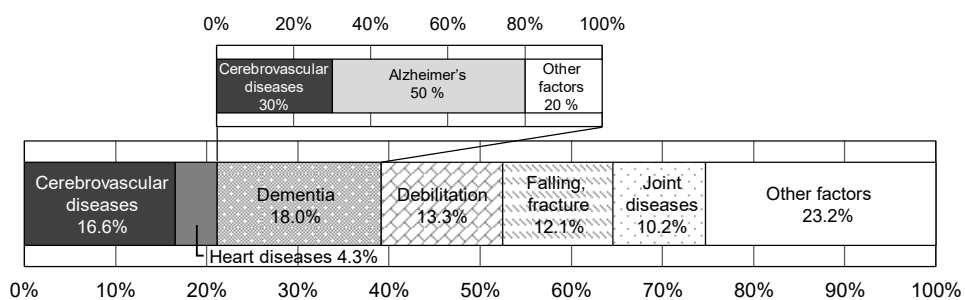 0% 20% 40% 60% 80% 100%
Cerebrovascular
diseases
30%
Alzheimer's
50 %
Other
factors
20 %
Cerebrovascular
diseases
16.6%
Heart diseases 4.3%
Dementia
18.0%
Debilitation
13.3%
Falling,
fracture
12.1%
Joint
diseases
10.2%
Other factors
23.2%
0% 10% 20% 30% 40% 50% 60% 70% 80% 90% 100%